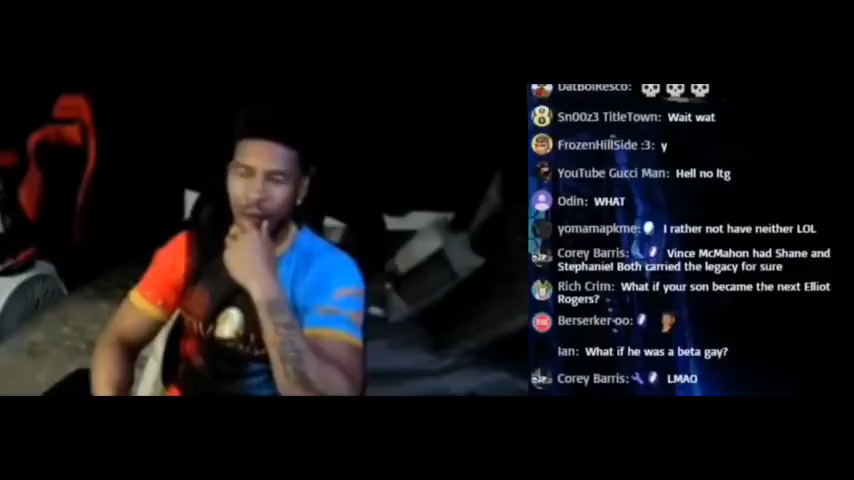 DatBoiResco:
Sn00z3 TitleTown: Wait wat
FrozenHillSide :3: y
YouTube Gucci Man: Hell no ltg
Odin: WHAT
yomamapkme: I rather not have neither LOL
Corey Barris: Vince McMahon had Shane and
Stephanie! Both carried the legacy for sure
Rich Crim: What if your son became the next Elliot
Rogers?
Berserker oo:
Ian: What if he was a beta gay?
Corey Barris: LMAO